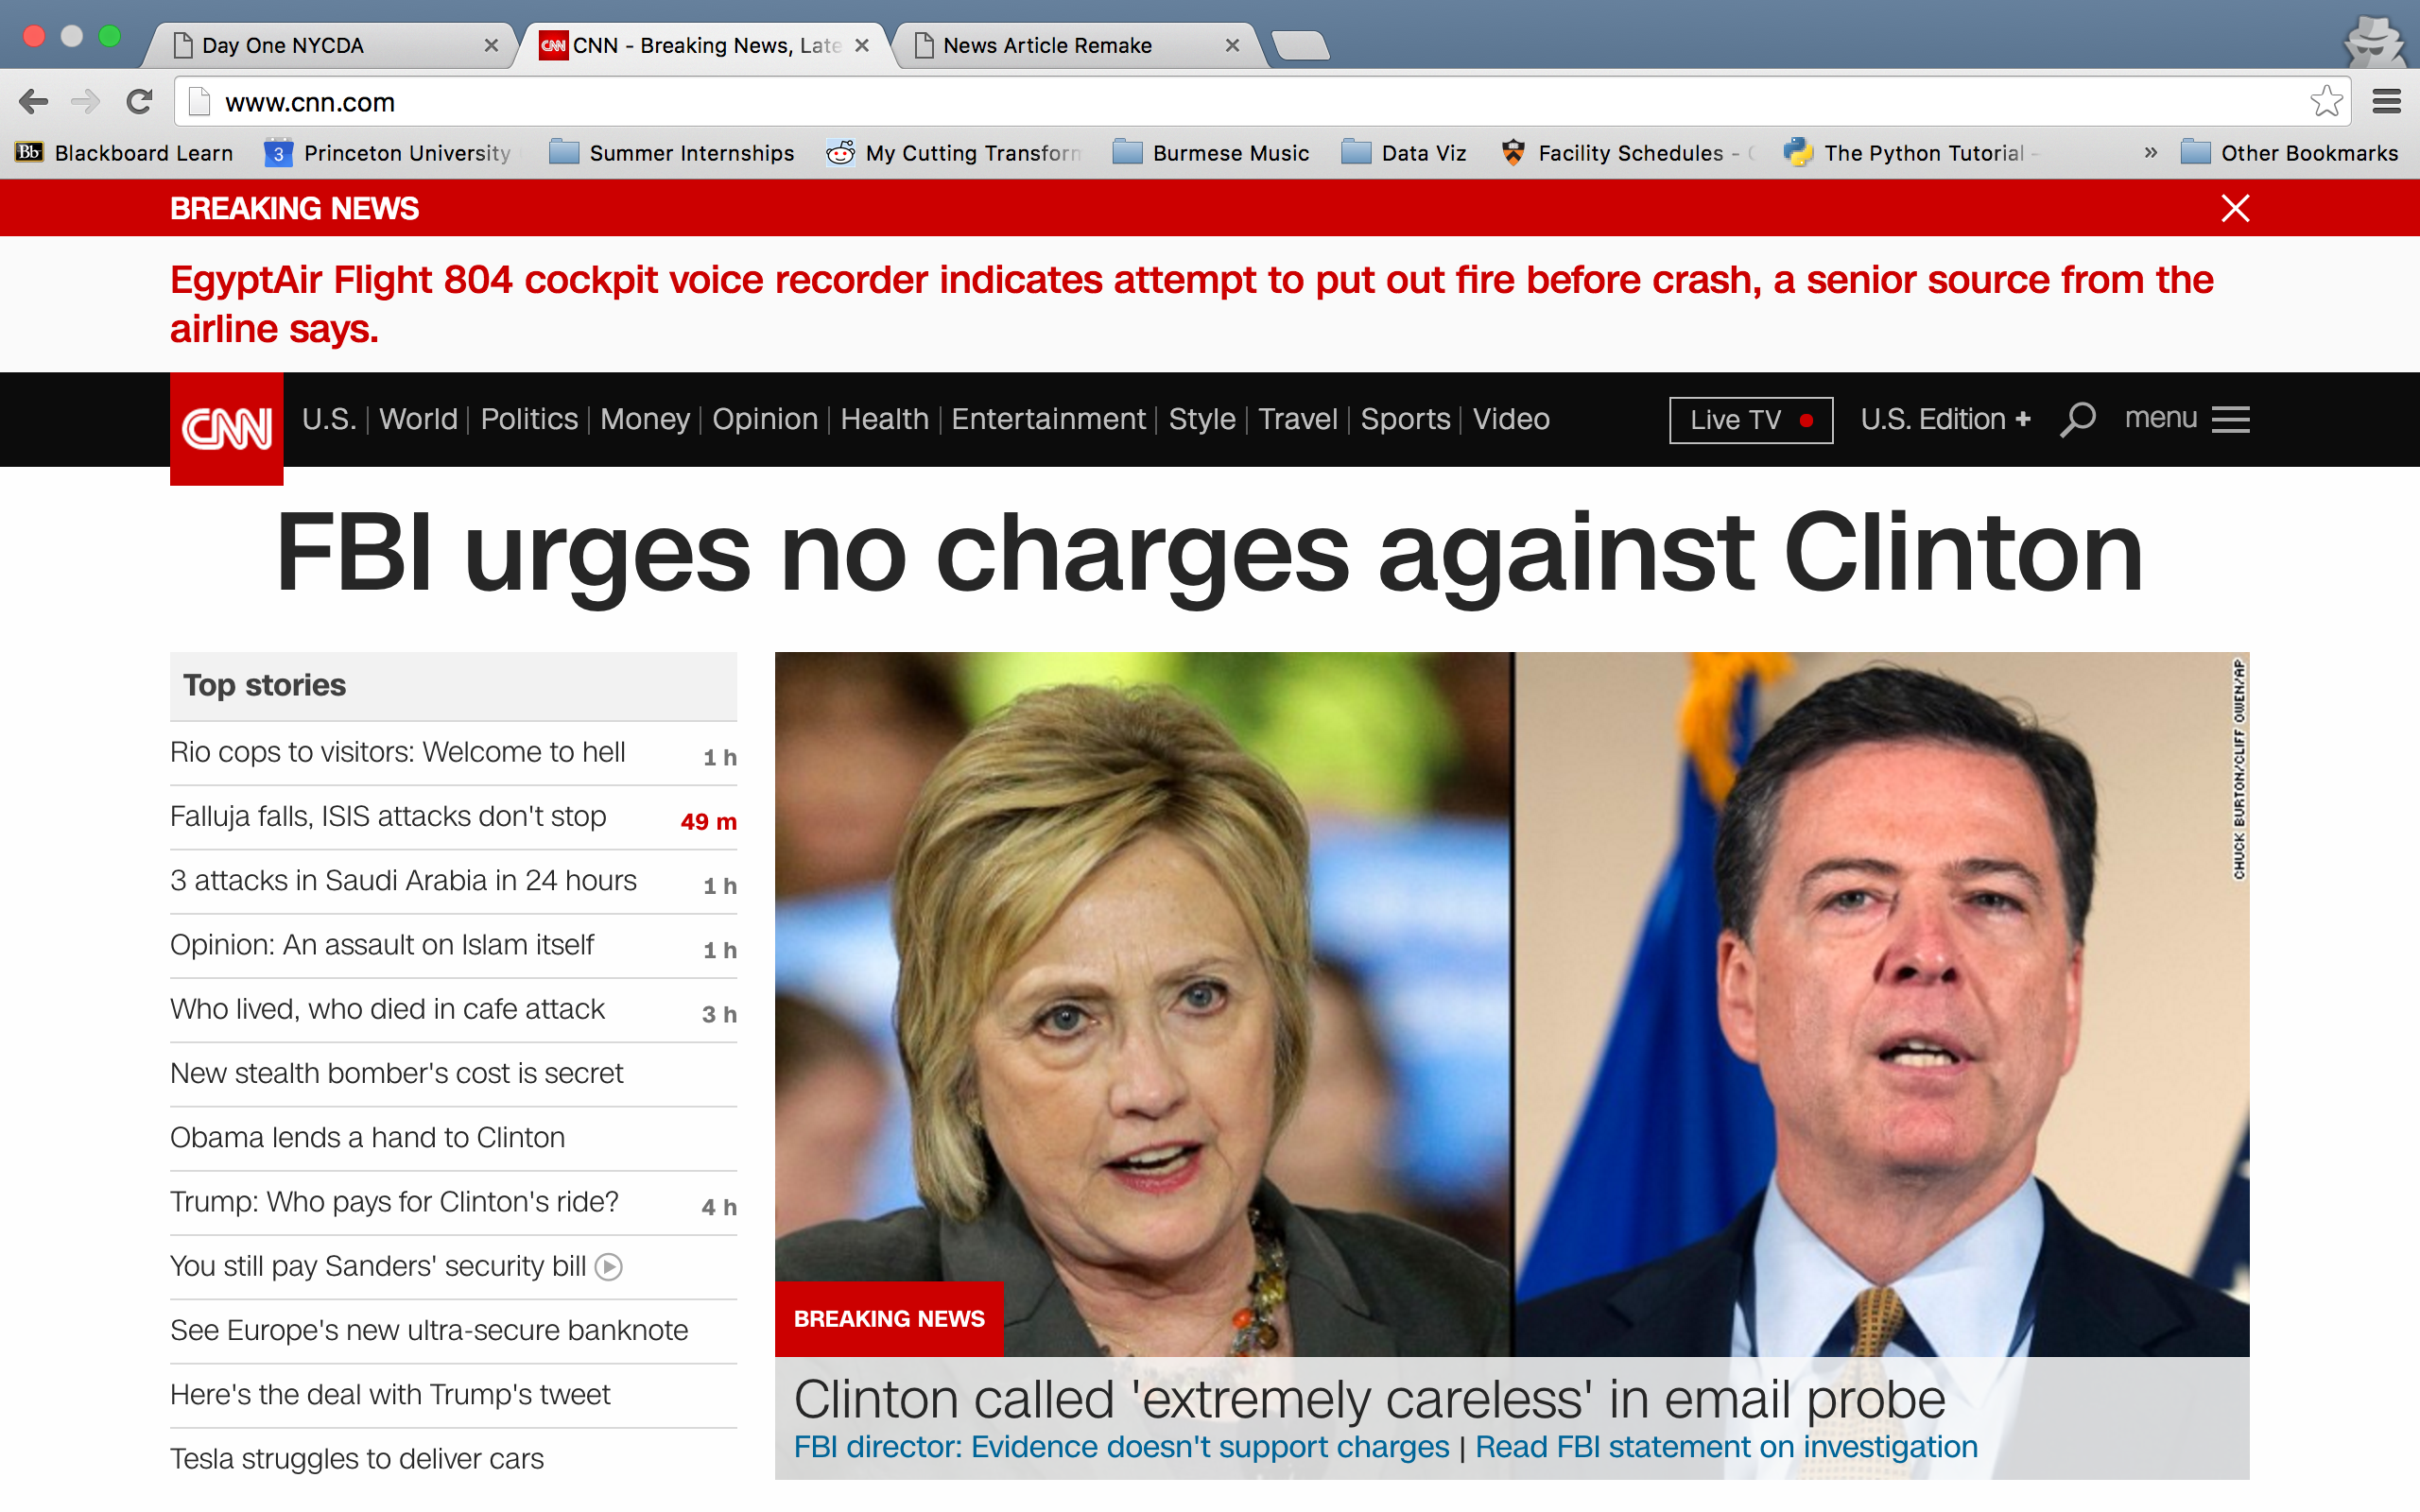 Day One NYCDA
CNN - Breaking News, Late
News Article Remake
www.cnn.com
Bb Blackboard Learn
3 Princeton University
Summer Internships
My Cutting Transform
Burmese Music
Data Viz
Facility Schedules -
The Python Tutorial -
»
Other Bookmarks
BREAKING NEWS
EgyptAir Flight 804 cockpit voice recorder indicates attempt to put out fire before crash, a senior source from the
airline says.
CNN U.S. | World | Politics | Money | Opinion | Health | Entertainment | Style | Travel | Sports | Video
Live TV
U.S. Edition +
menu
FBI urges no charges against Clinton
Top stories
Rio cops to visitors: Welcome to hell 1 h
Falluja falls, ISIS attacks don't stop 49 m
3 attacks in Saudi Arabia in 24 hours 1 h
Opinion: An assault on Islam itself 1 h
Who lived, who died in cafe attack 3 h
New stealth bomber's cost is secret
Obama lends a hand to Clinton
Trump: Who pays for Clinton's ride? 4 h
You still pay Sanders' security bill
See Europe's new ultra-secure banknote
Here's the deal with Trump's tweet
Tesla struggles to deliver cars
CHUCK BURTON/CLIFF OWEN/AP
BREAKING NEWS
Clinton called 'extremely careless' in email probe
FBI director: Evidence doesn't support charges | Read FBI statement on investigation